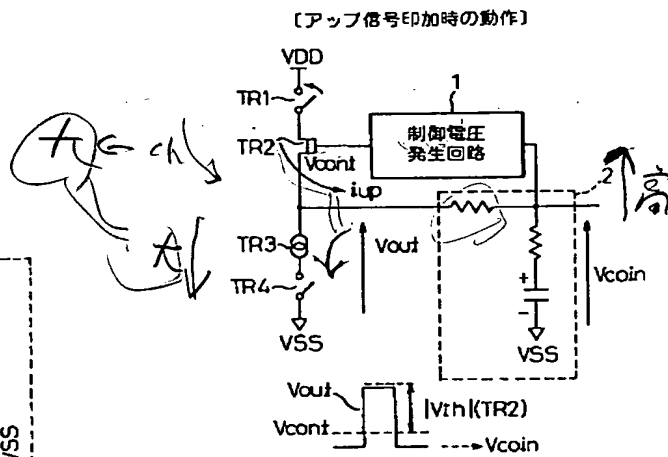 〔アップ信号印加時の動作〕
VDD
TR1
1
制御電圧
発生回路
TR2
Vcont
大 ← ch
iup
2
高
TR3
Vout
Vcoin
TR4
VSS
+
-
VSS
VSS
Vout
|Vth|(TR2)
Vcont
Vcoin